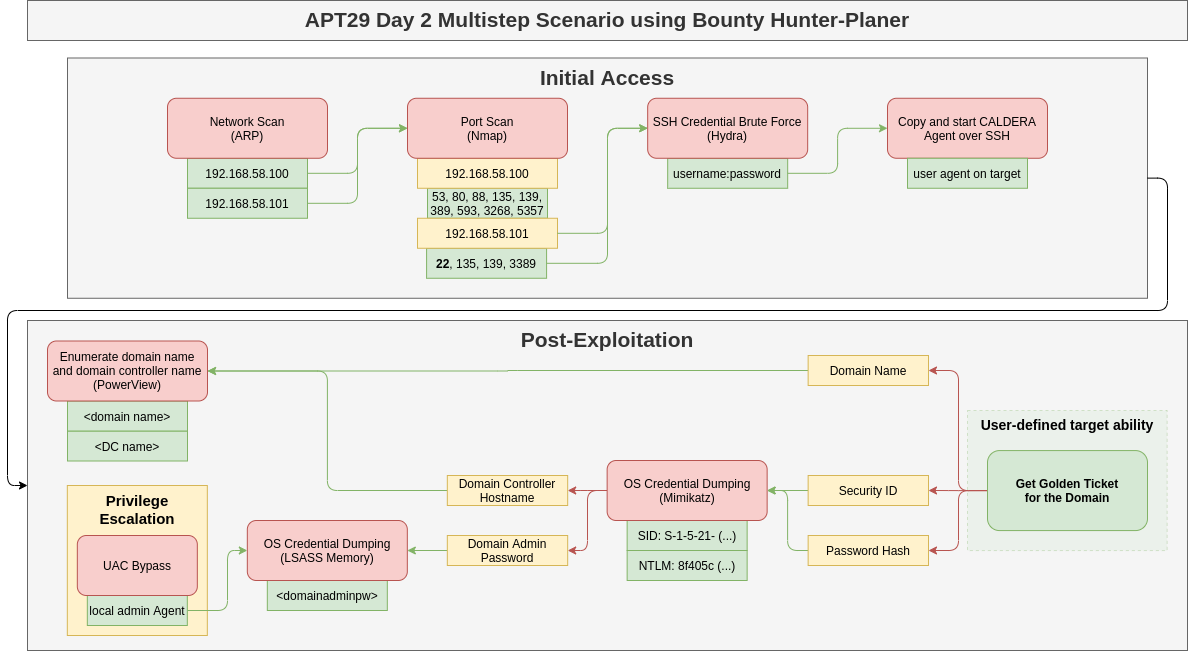 APT29 Day 2 Multistep Scenario using Bounty Hunter-Planer
Initial Access
Network Scan
(ARP)
192.168.58.100
192.168.58.101
Port Scan
(Nmap)
192.168.58.100
53, 80, 88, 135, 139,
389, 593, 3268, 5357
192.168.58.101
22, 135, 139, 3389
SSH Credential Brute Force
(Hydra)
username:password
Copy and start CALDERA
Agent over SSH
user agent on target
Post-Exploitation
Enumerate domain name
and domain controller name
(PowerView)
<domain name>
<DC name>
Privilege
Escalation
UAC Bypass
local admin Agent
OS Credential Dumping
(LSASS Memory)
<domainadminpw>
Domain Controller
Hostname
Domain Admin
Password
OS Credential Dumping
(Mimikatz)
SID: S-1-5-21- (...)
NTLM: 8f405c (...)
Domain Name
Security ID
Password Hash
User-defined target ability
Get Golden Ticket
for the Domain